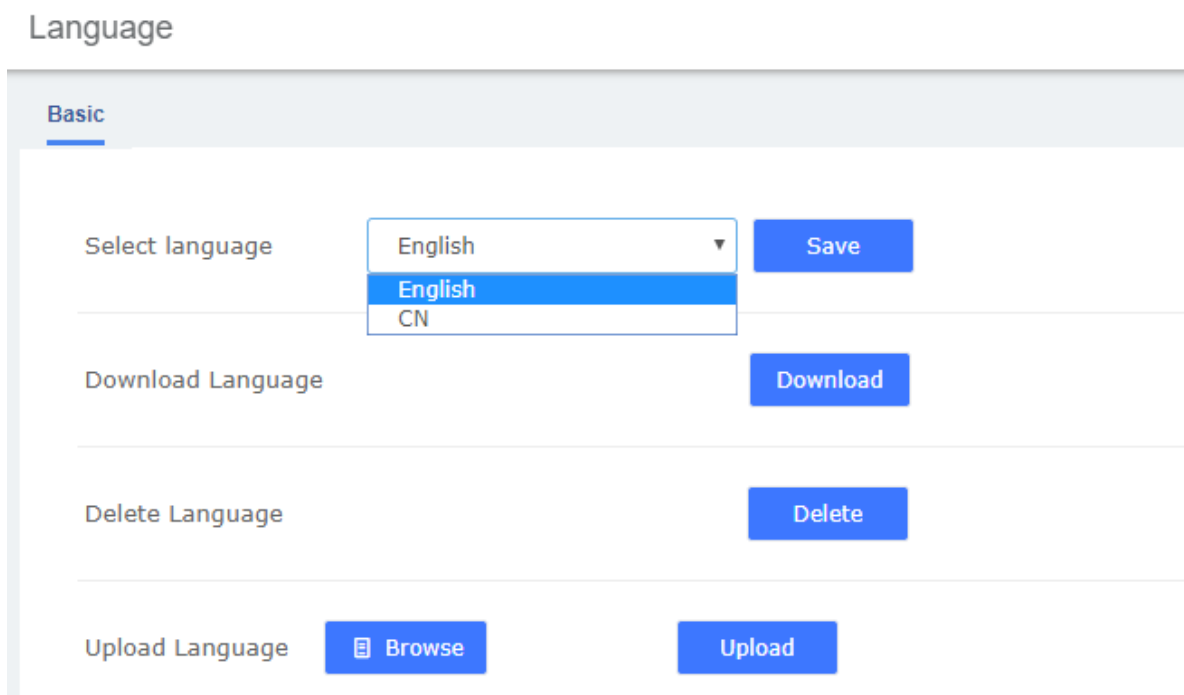 Language
Basic
Select language English Save
English
CN
Download Language Download
Delete Language Delete
Upload Language Browse Upload